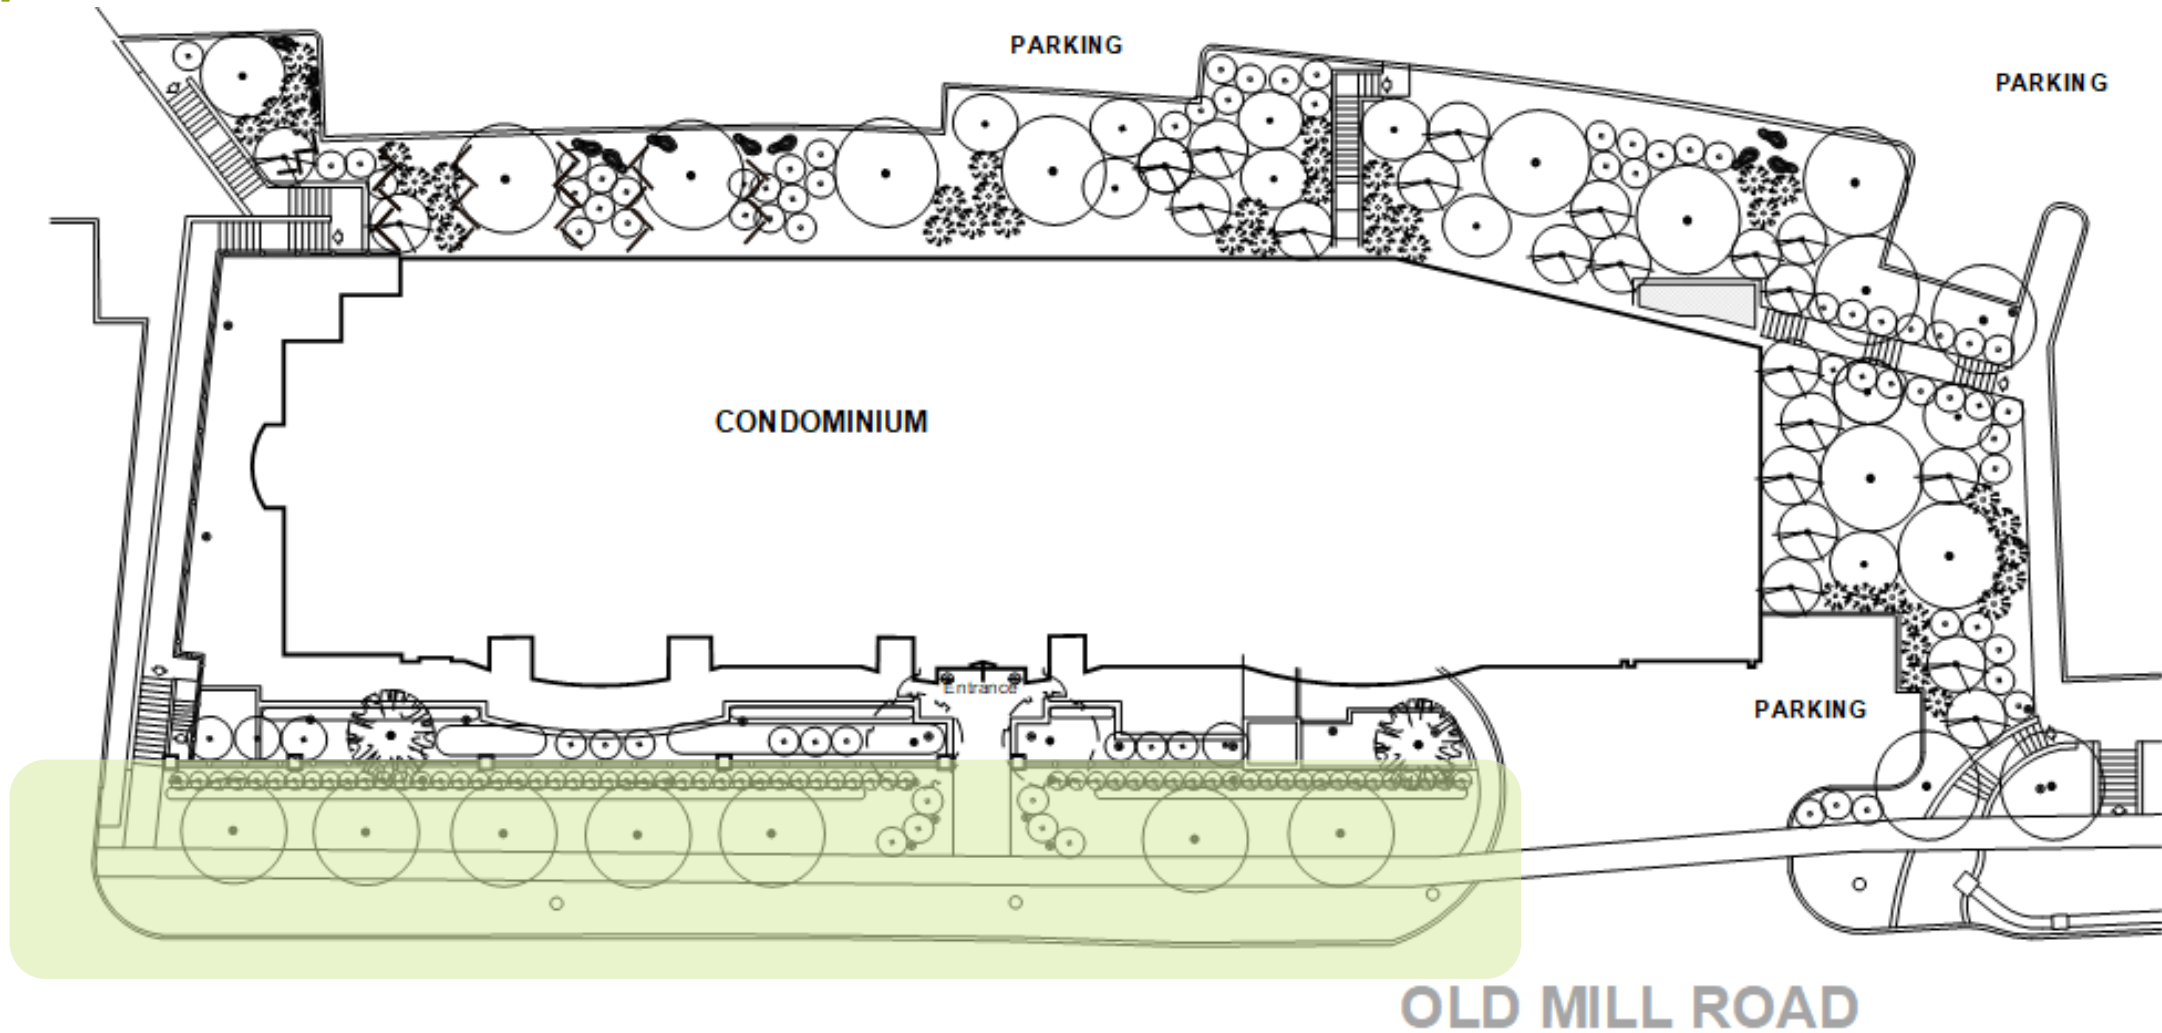 PARKING
PARKING
CONDOMINIUM
Entrance
PARKING
OLD MILL ROAD